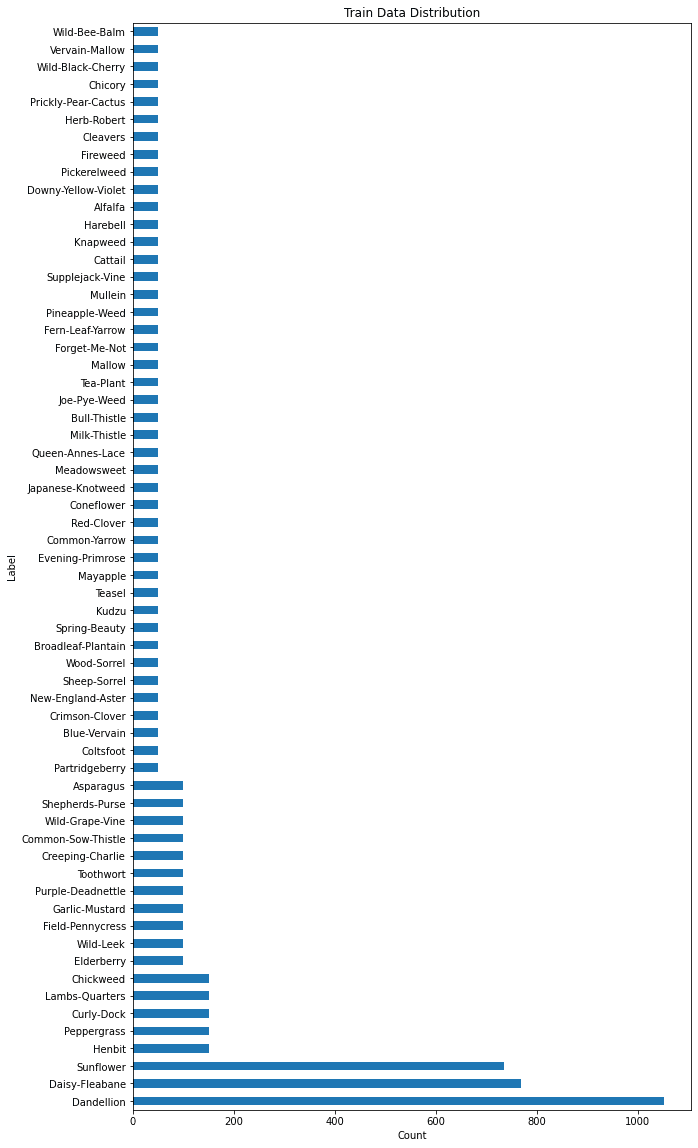 Train Data Distribution
Wild-Bee-Balm
Vervain-Mallow
Wild-Black-Cherry
Chicory
Prickly-Pear-Cactus
Herb-Robert
Cleavers
Fireweed
Pickerelweed
Downy-Yellow-Violet
Alfalfa
Harebell
Knapweed
Cattail
Supplejack-Vine
Mullein
Pineapple-Weed
Fern-Leaf-Yarrow
Forget-Me-Not
Mallow
Tea-Plant
Joe-Pye-Weed
Bull-Thistle
Milk-Thistle
Queen-Annes-Lace
Meadowsweet
Japanese-Knotweed
Coneflower
Red-Clover
Common-Yarrow
Evening-Primrose
Mayapple
Teasel
Kudzu
Spring-Beauty
Broadleaf-Plantain
Wood-Sorrel
Sheep-Sorrel
New-England-Aster
Crimson-Clover
Blue-Vervain
Coltsfoot
Partridgeberry
Asparagus
Shepherds-Purse
Wild-Grape-Vine
Common-Sow-Thistle
Creeping-Charlie
Toothwort
Purple-Deadnettle
Garlic-Mustard
Field-Pennycress
Wild-Leek
Elderberry
Chickweed
Lambs-Quarters
Curly-Dock
Peppergrass
Henbit
Sunflower
Daisy-Fleabane
Dandellion
Label
0 200 400 600 800 1000
Count